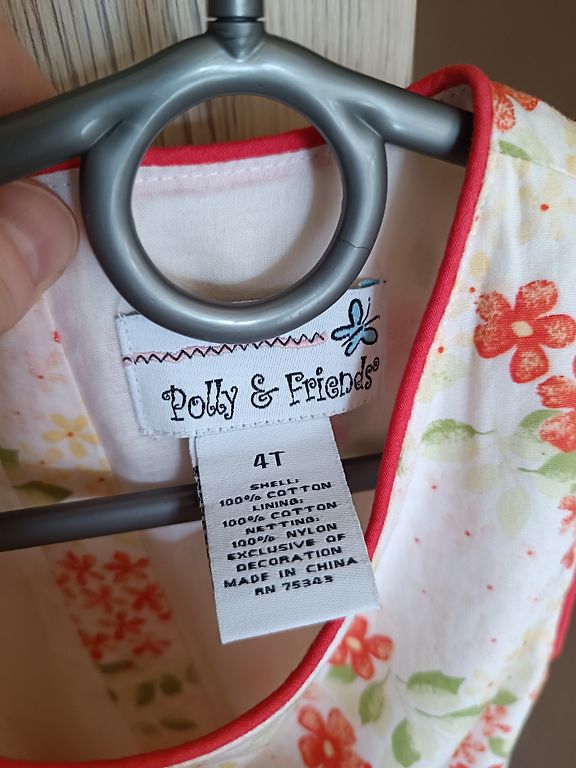 Polly & Friends®
4T
SHELL:
100% COTTON
LINING:
100% COTTON
NETTING:
100% NYLON
EXCLUSIVE OF
DECORATION
MADE IN CHINA
RN 75343